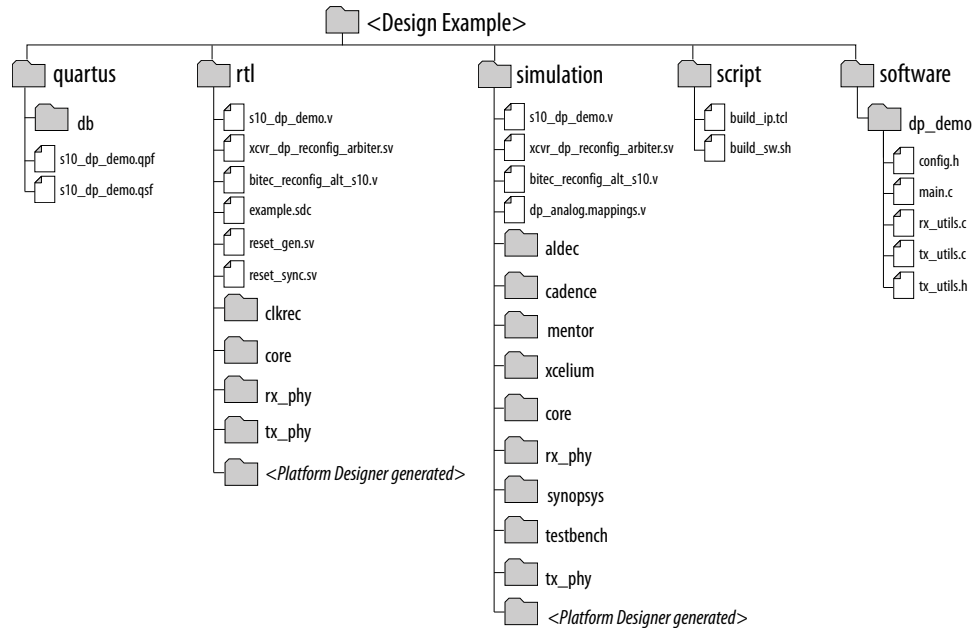 <Design Example>
quartus
db
s10_dp_demo.qpf
s10_dp_demo.qsf
rtl
s10_dp_demo.v
xcvr_dp_reconfig_arbiter.sv
bitec_reconfig_alt_s10.v
example.sdc
reset_gen.sv
reset_sync.sv
clkrec
core
rx_phy
tx_phy
<Platform Designer generated>
simulation
s10_dp_demo.v
xcvr_dp_reconfig_arbiter.sv
bitec_reconfig_alt_s10.v
dp_analog.mappings.v
aldec
cadence
mentor
xcelium
core
rx_phy
synopsys
testbench
tx_phy
<Platform Designer generated>
script
build_ip.tcl
build_sw.sh
software
dp_demo
config.h
main.c
rx_utils.c
tx_utils.c
tx_utils.h